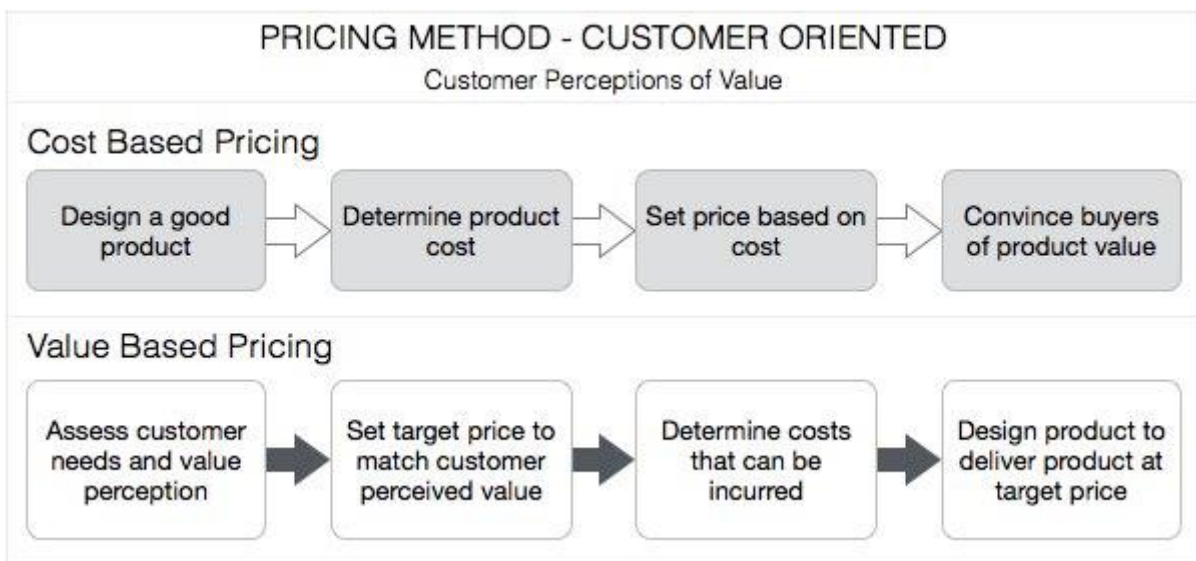 PRICING METHOD - CUSTOMER ORIENTED
Customer Perceptions of Value
Cost Based Pricing
Design a good
product
Determine product
cost
Set price based on
cost
Convince buyers
of product value
Value Based Pricing
Assess customer
needs and value
perception
Set target price to
match customer
perceived value
Determine costs
that can be
incurred
Design product to
deliver product at
target price